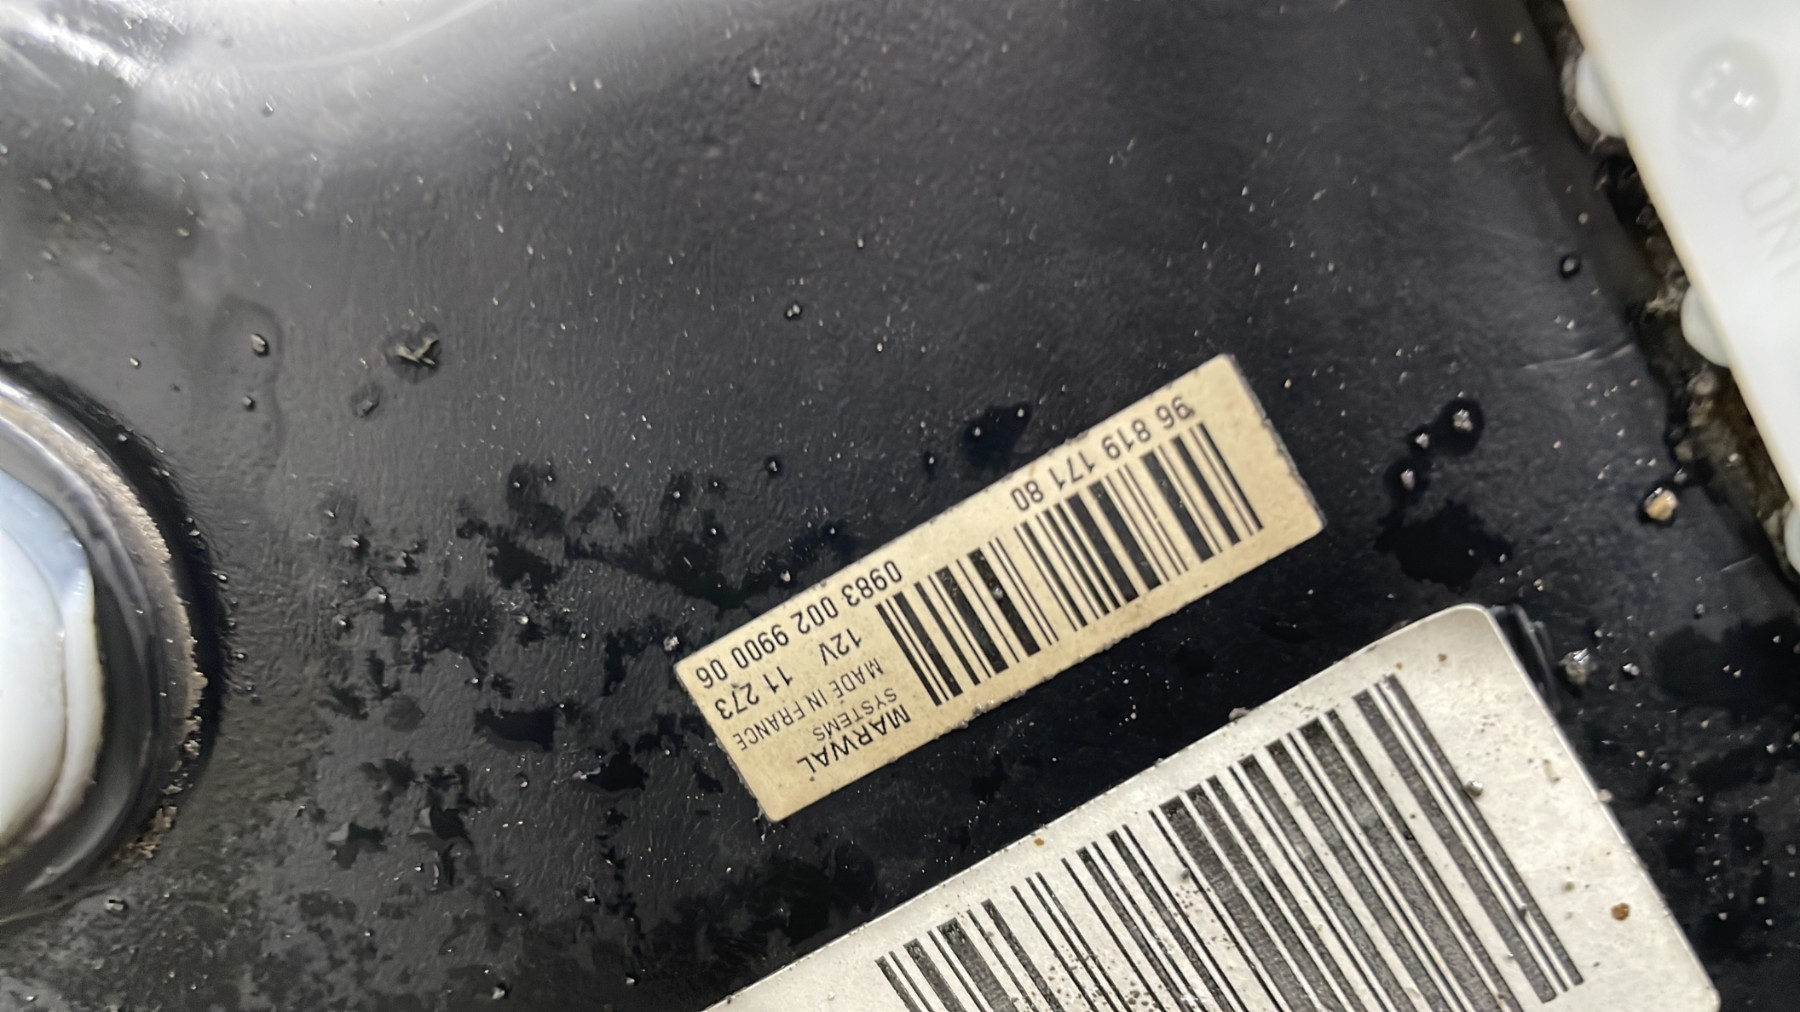 MARWAL
SYSTEMS
MADE IN FRANCE
12V 11 273
96 819 171 80 0983 002 9900 06